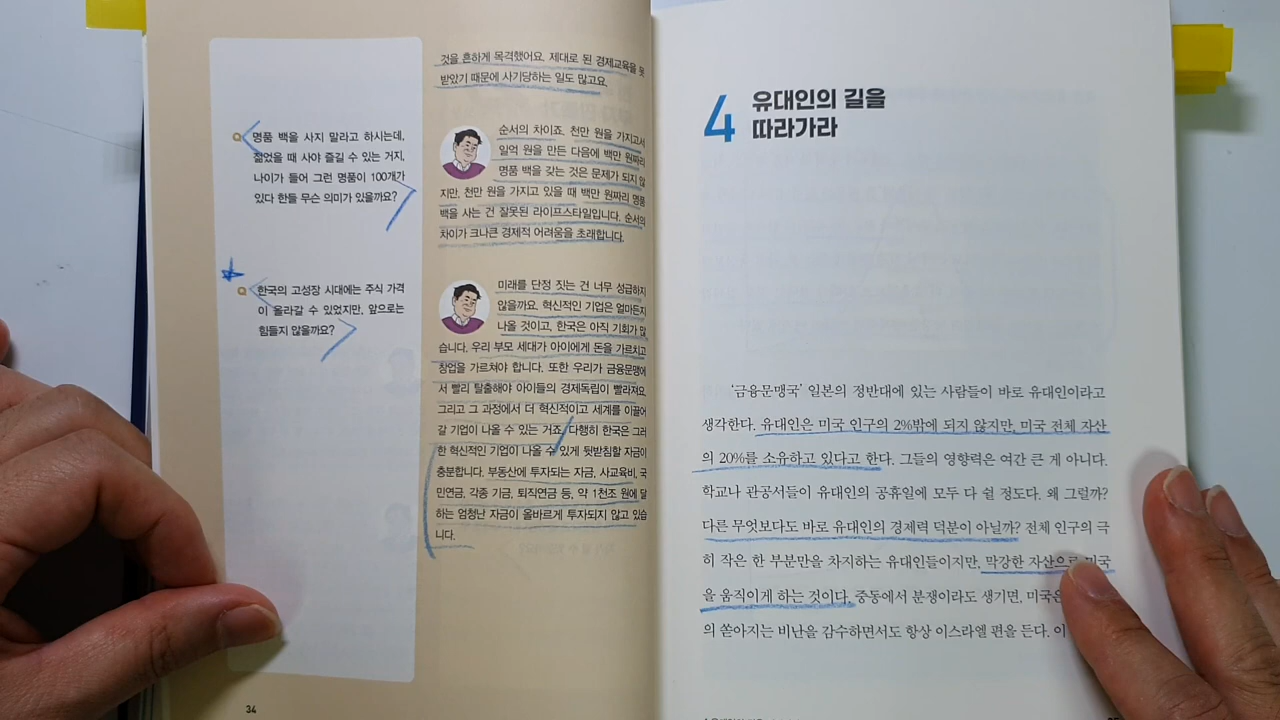 것을 흔하게 목격했어요. 제대로 된 경제교육을 못
받았기 때문에 사기당하는 일도 많고요.
Q 명품 백을 사지 말라고 하시는데,
젊었을 때 사야 즐길 수 있는 거지,
나이가 들어 그런 명품이 100개가
있다 한들 무슨 의미가 있을까요?
순서의 차이죠. 천만 원을 가지고서
일억 원을 만든 다음에 백만 원짜리
명품 백을 갖는 것은 문제가 되지 않
지만, 천만 원을 가지고 있을 때 백만 원짜리 명품
백을 사는 건 잘못된 라이프스타일입니다. 순서의
차이가 크나큰 경제적 어려움을 초래합니다.
Q 한국의 고성장 시대에는 주식 가격
이 올라갈 수 있었지만, 앞으로는
힘들지 않을까요?
미래를 단정 짓는 건 너무 성급하지
않을까요. 혁신적인 기업은 얼마든지
나올 것이고, 한국은 아직 기회가 많
습니다. 우리 부모 세대가 아이에게 돈을 가르치고
창업을 가르쳐야 합니다. 또한 우리가 금융문맹에
서 빨리 탈출해야 아이들의 경제독립이 빨라져요.
그리고 그 과정에서 더 혁신적이고 세계를 이끌어
갈 기업이 나올 수 있는 거죠. 다행히 한국은 그러
한 혁신적인 기업이 나올 수 있게 뒷받침할 자금이
충분합니다. 부동산에 투자되는 자금, 사교육비, 국
민연금, 각종 기금, 퇴직연금 등, 약 1천조 원에 달
하는 엄청난 자금이 올바르게 투자되지 않고 있습
니다.
34
4 유대인의 길을
따라가라
‘금융문맹국’ 일본의 정반대에 있는 사람들이 바로 유대인이라고
생각한다. 유대인은 미국 인구의 2%밖에 되지 않지만, 미국 전체 자산
의 20%를 소유하고 있다고 한다. 그들의 영향력은 여간 큰 게 아니다.
학교나 관공서들이 유대인의 공휴일에 모두 다 쉴 정도다. 왜 그럴까?
다른 무엇보다도 바로 유대인의 경제력 덕분이 아닐까? 전체 인구의 극
히 작은 한 부분만을 차지하는 유대인들이지만, 막강한 자산으로 미국
을 움직이게 하는 것이다. 중동에서 분쟁이라도 생기면, 미국은
의 쏟아지는 비난을 감수하면서도 항상 이스라엘 편을 든다. 이